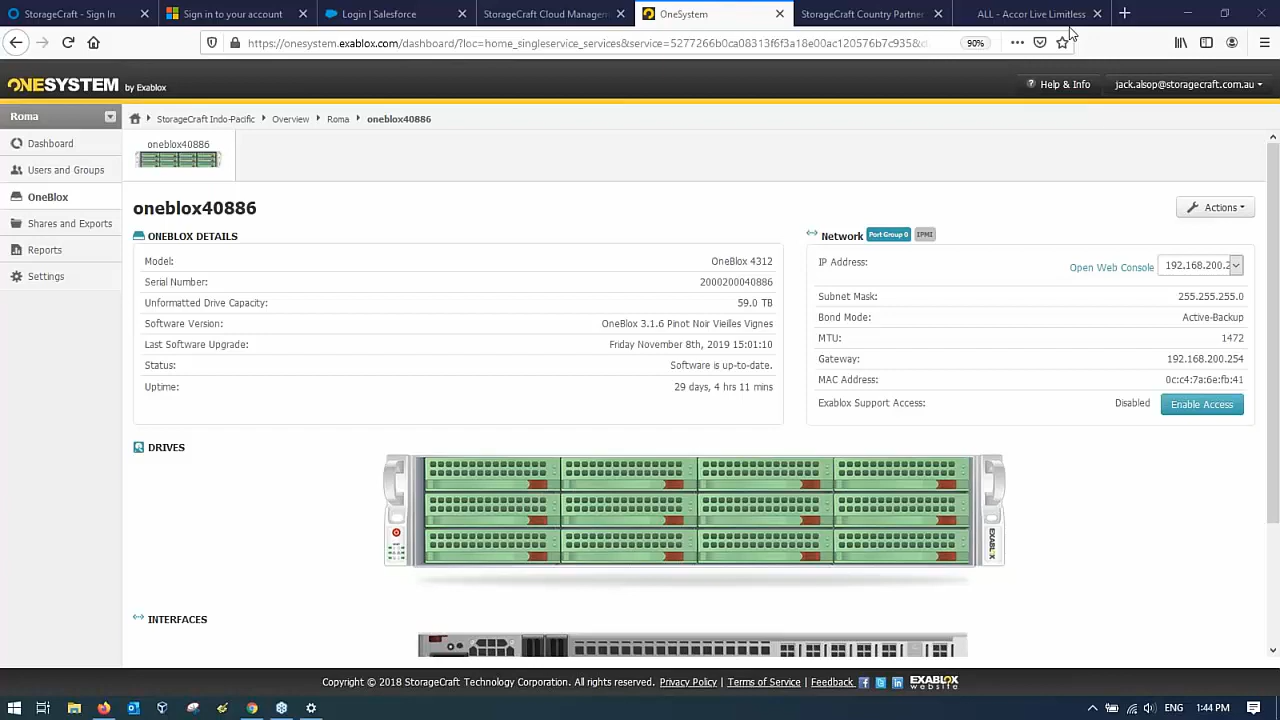 StorageCraft - Sign In
Sign in to your account
Login | Salesforce
StorageCraft Cloud Managem
OneSystem
StorageCraft Country Partner
ALL - Accor Live Limitless
https://onesystem.exablox.com/dashboard/?loc=home_singleservice_services&service=5277266b0ca08313f6f3a18e00ac120576b7c935&d
90%
ONESYSTEM by Exablox
Help & Info
jack.alsop@storagecraft.com.au
Roma
StorageCraft Indo-Pacific
Overview
Roma
oneblox40886
Dashboard
Users and Groups
OneBlox
Shares and Exports
Reports
Settings
oneblox40886
oneblox40886
Actions
ONEBLOX DETAILS
Model: OneBlox 4312
Serial Number: 2000200040886
Unformatted Drive Capacity: 59.0 TB
Software Version: OneBlox 3.1.6 Pinot Noir Vieilles Vignes
Last Software Upgrade: Friday November 8th, 2019 15:01:10
Status: Software is up-to-date.
Uptime: 29 days, 4 hrs 11 mins
Network Port Group 0 IPMI
IP Address: Open Web Console 192.168.200.2
Subnet Mask: 255.255.255.0
Bond Mode: Active-Backup
MTU: 1472
Gateway: 192.168.200.254
MAC Address: 0c:c4:7a:6e:fb:41
Exablox Support Access: Disabled Enable Access
DRIVES
EXABLOX
INTERFACES
Copyright © 2018 StorageCraft Technology Corporation. All rights reserved. Privacy Policy | Terms of Service | Feedback
EXABLOX website
ENG 1:44 PM